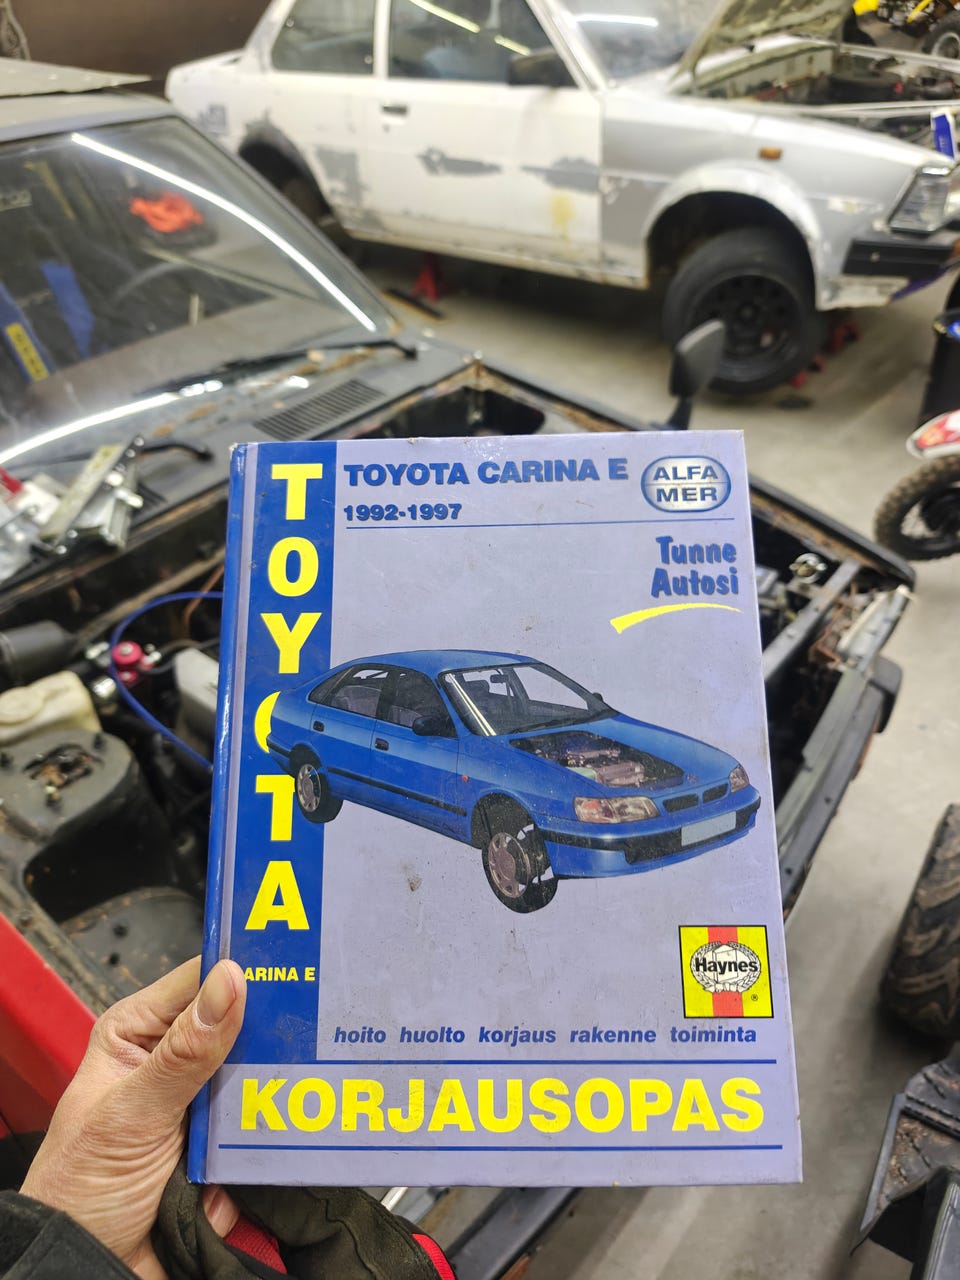 TOYOTA CARINA E
1992-1997
ALFA
MER
Tunne
Autosi
TOYOTA
ARINA E
Haynes
®
hoito huolto korjaus rakenne toiminta
KORJAUSOPAS